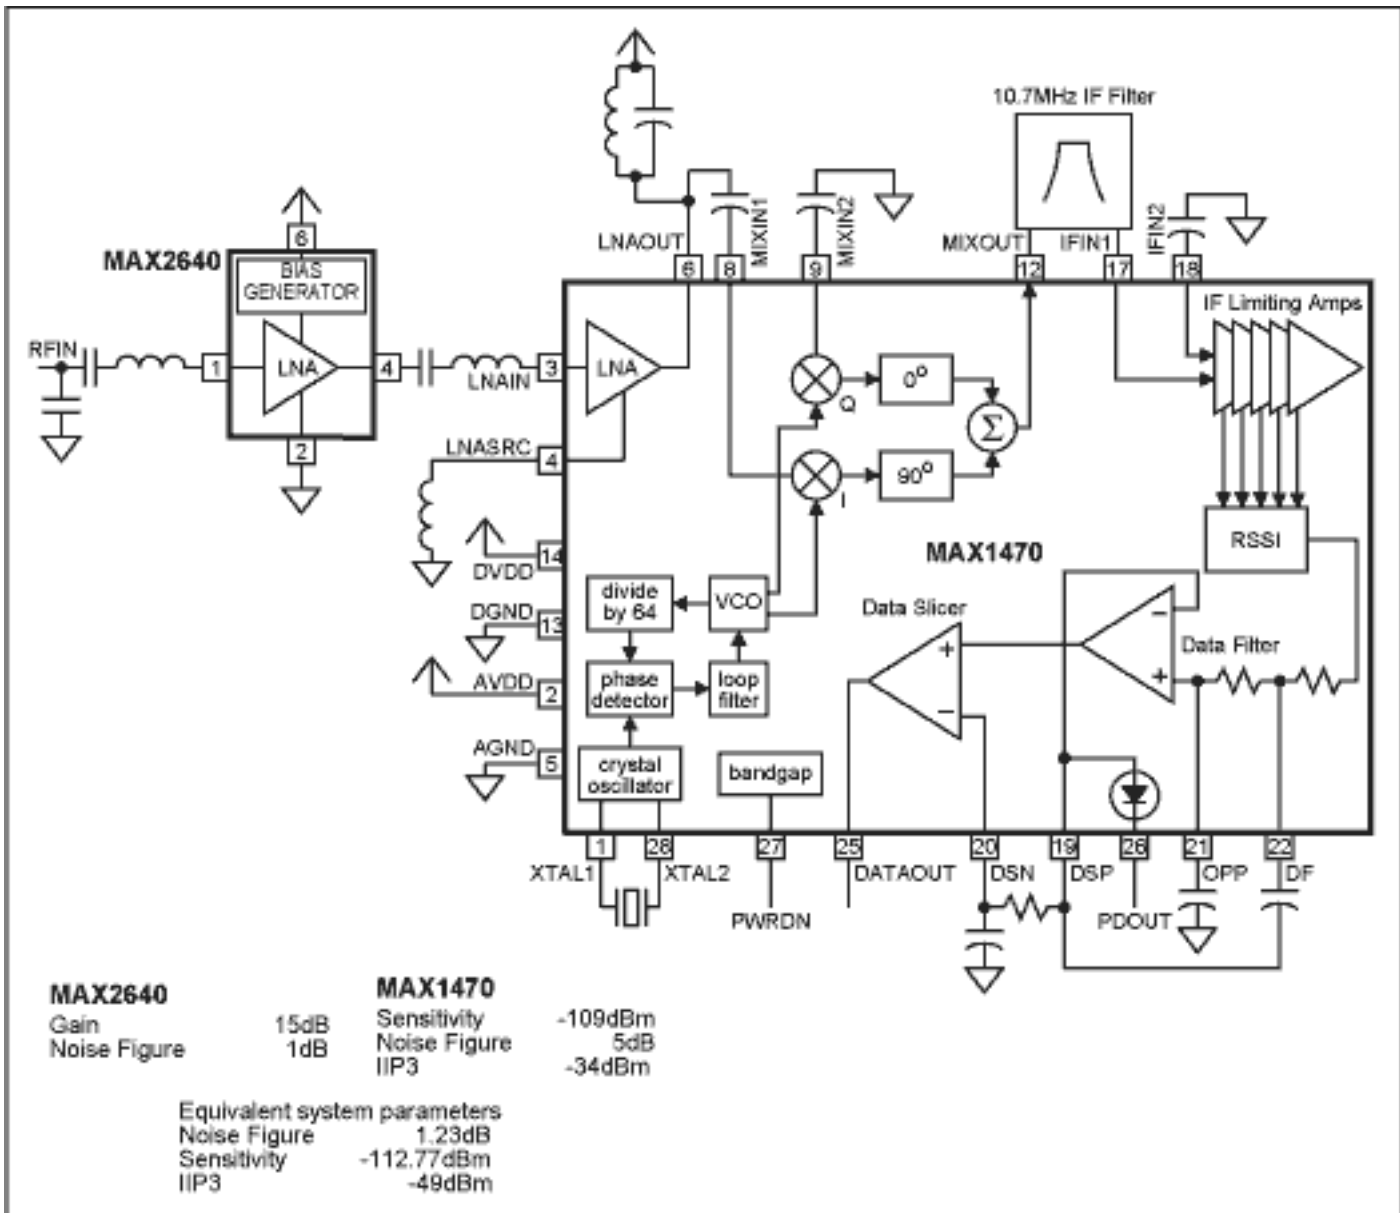 10.7MHz IF Filter
LNAOUT
MIXIN1
MIXIN2
MIXOUT
IFIN1
IFIN2
6
8
9
12
17
18
MAX2640
6
BIAS
GENERATOR
RFIN
1
LNA
4
2
LNAIN
3
LNA
LNASRC
4
IF Limiting Amps
0°
Q
Σ
90°
I
RSSI
MAX1470
14
DVDD
DGND
13
AVDD
2
AGND
5
divide
by 64
VCO
phase
detector
loop
filter
crystal
oscillator
bandgap
Data Slicer
+
−
Data Filter
−
+
1
28
27
25
20
19
26
21
22
XTAL1
XTAL2
PWRDN
DATAOUT
DSN
DSP
PDOUT
OPP
DF
MAX2640
Gain 15dB
Noise Figure 1dB
MAX1470
Sensitivity -109dBm
Noise Figure 5dB
IIP3 -34dBm
Equivalent system parameters
Noise Figure 1.23dB
Sensitivity -112.77dBm
IIP3 -49dBm